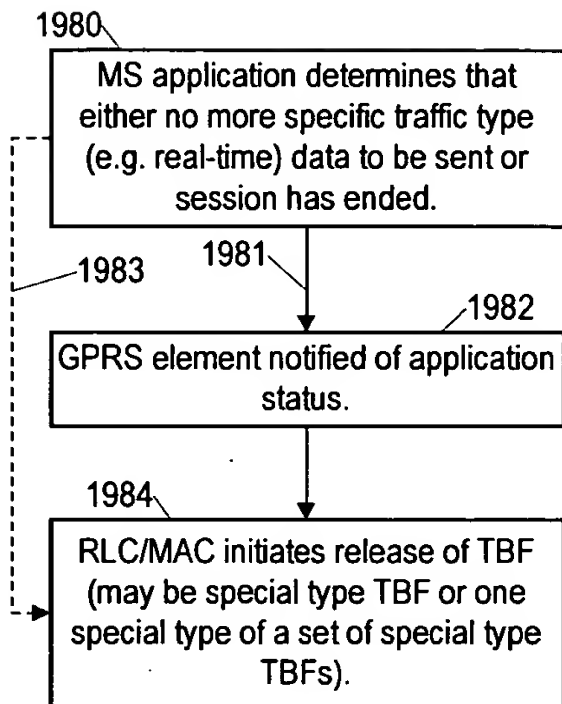 1980
MS application determines that
either no more specific traffic type
(e.g. real-time) data to be sent or
session has ended.
1981
1983
1982
GPRS element notified of application
status.
1984
RLC/MAC initiates release of TBF
(may be special type TBF or one
special type of a set of special type
TBFs).